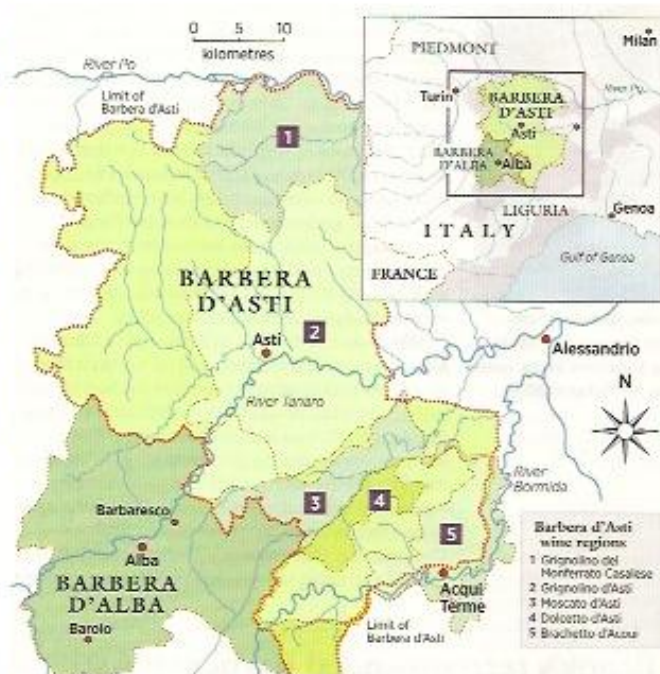 0 5 10
kilometres
River Po
Limit of
Barbera d'Asti
1
BARBERA
D'ASTI
2
Asti
River Tanaro
Alessandrio
N
River
Bormida
3
4
5
Barbaresco
Alba
BARBERA
D'ALBA
Barolo
Acqui
Terme
Limit of
Barbera d'Asti
PIEDMONT
Milan
Turin
River Po
BARBERA
D'ASTI
Asti
BARBERA
D'ALBA
Alba
LIGURIA
Genoa
ITALY
Gulf of Genoa
FRANCE
Barbera d'Asti
wine regions
1 Grignolino del
Monferrato Casalese
2 Grignolino d'Asti
3 Moscato d'Asti
4 Dolcetto d'Asti
5 Brachetto d'Acqui